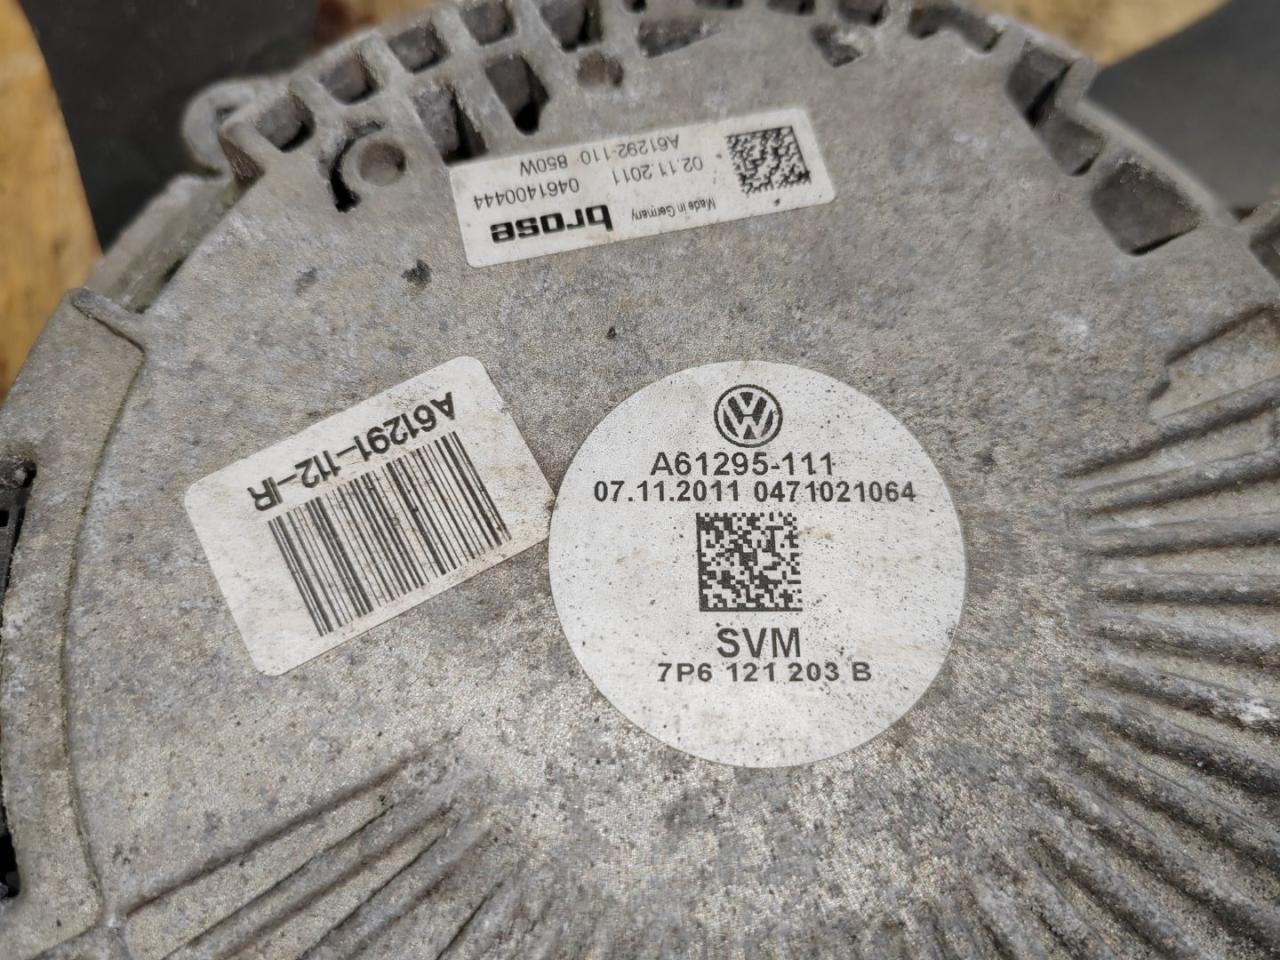 brose Made in Germany
0461400444 02.11.2011
A61292-110 850W
A61291-112-IR
A61295-111
07.11.2011 0471021064
SVM
7P6 121 203 B